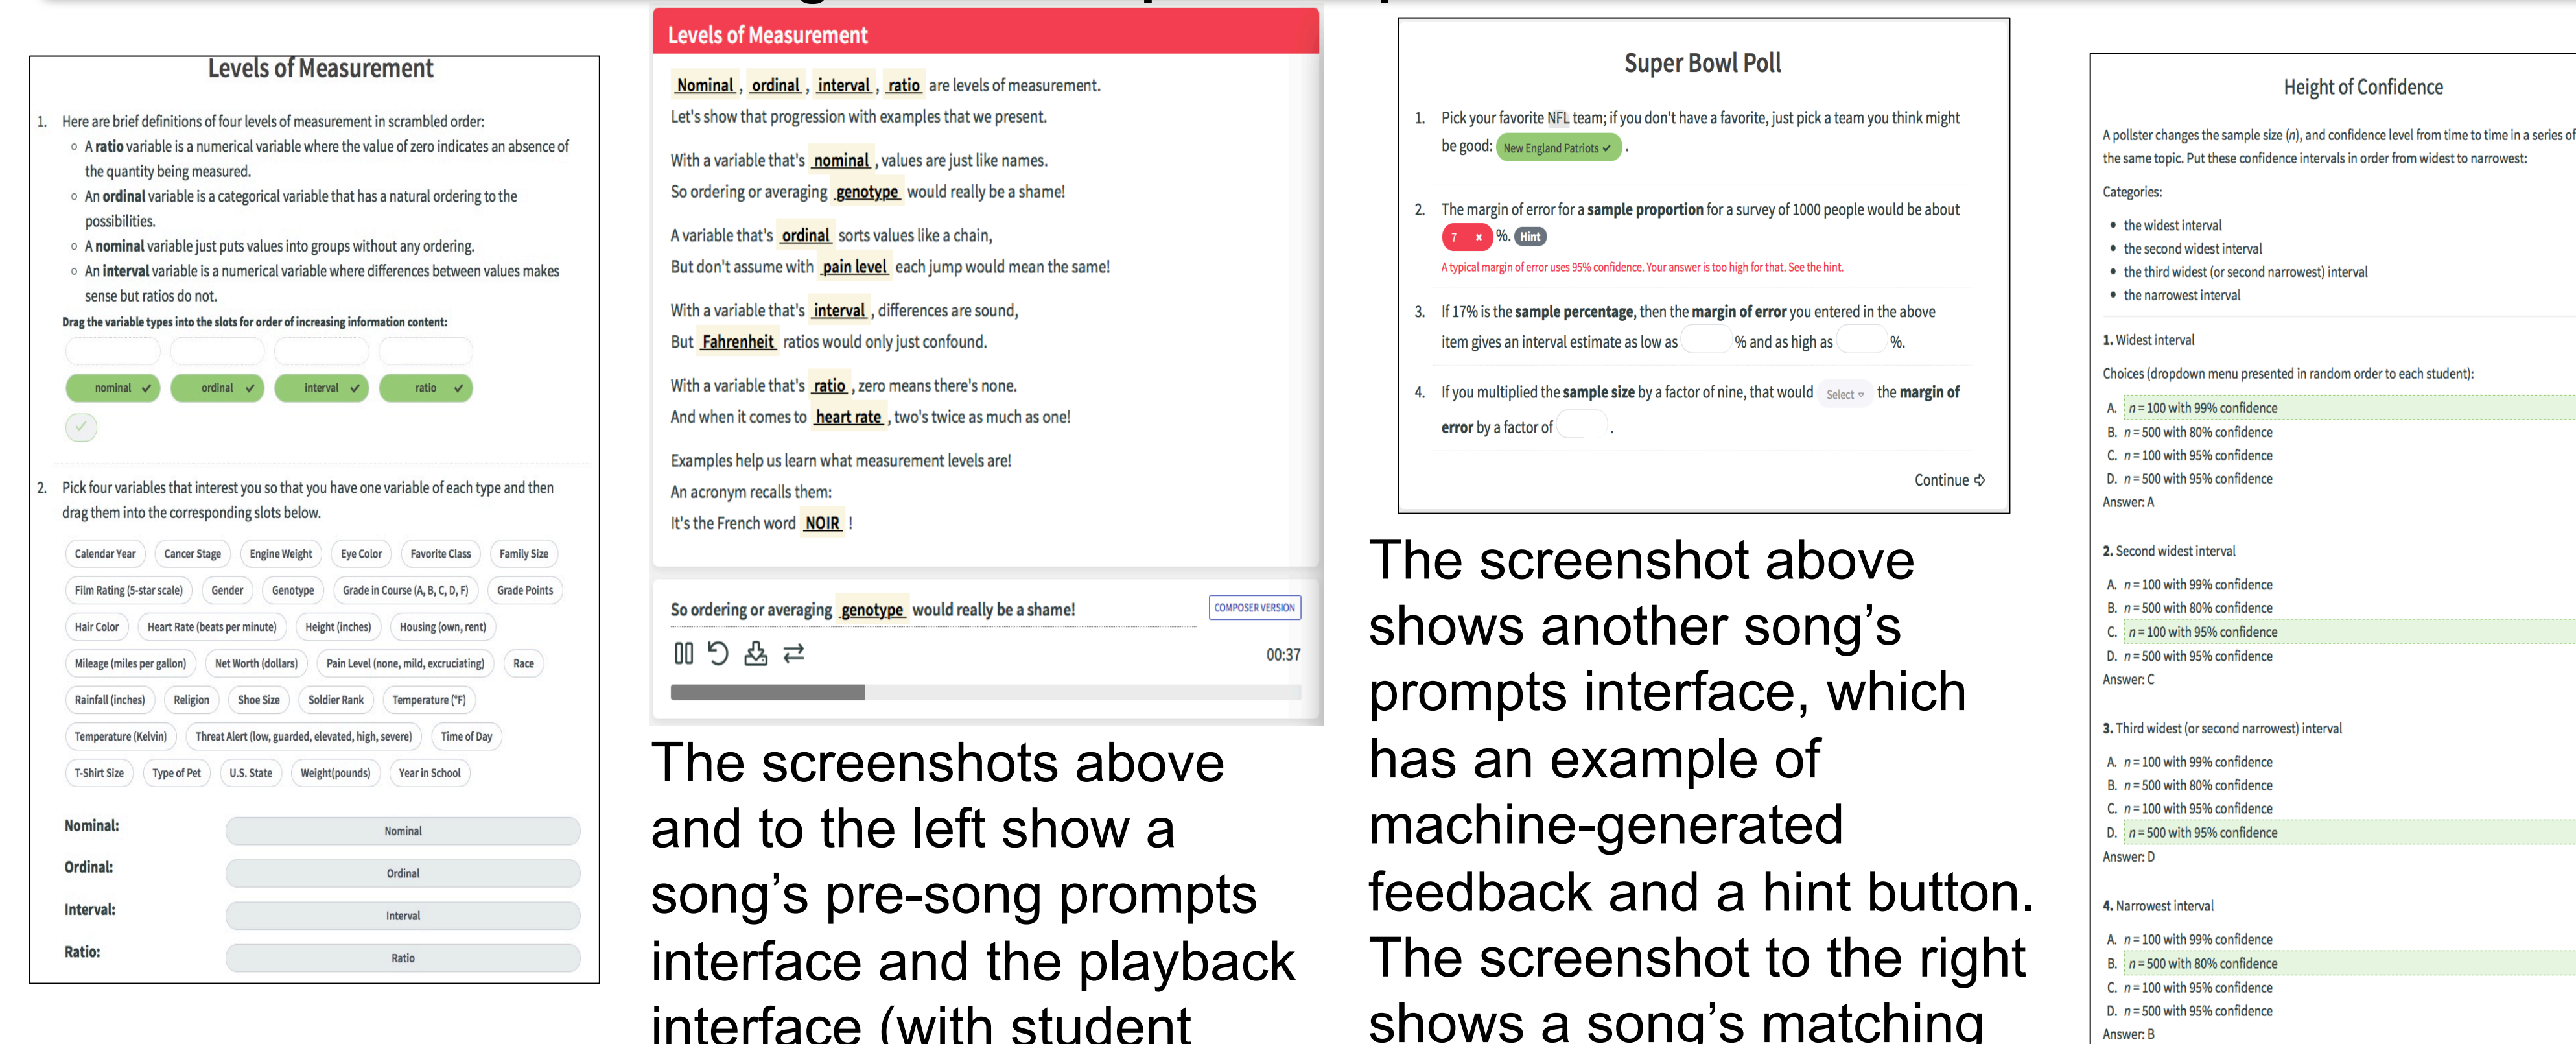 Levels of Measurement
1. Here are brief definitions of four levels of measurement in scrambled order:
○ A ratio variable is a numerical variable where the value of zero indicates an absence of
the quantity being measured.
○ An ordinal variable is a categorical variable that has a natural ordering to the
possibilities.
○ A nominal variable just puts values into groups without any ordering.
○ An interval variable is a numerical variable where differences between values makes
sense but ratios do not.
Drag the variable types into the slots for order of increasing information content:
nominal ✓ ordinal ✓ interval ✓ ratio ✓
✓
2. Pick four variables that interest you so that you have one variable of each type and then
drag them into the corresponding slots below.
Calendar Year Cancer Stage Engine Weight Eye Color Favorite Class Family Size
Film Rating (5-star scale) Gender Genotype Grade in Course (A, B, C, D, F) Grade Points
Hair Color Heart Rate (beats per minute) Height (inches) Housing (own, rent)
Mileage (miles per gallon) Net Worth (dollars) Pain Level (none, mild, excruciating) Race
Rainfall (inches) Religion Shoe Size Soldier Rank Temperature (°F)
Temperature (Kelvin) Threat Alert (low, guarded, elevated, high, severe) Time of Day
T-Shirt Size Type of Pet U.S. State Weight(pounds) Year in School
Nominal: Nominal
Ordinal: Ordinal
Interval: Interval
Ratio: Ratio
Levels of Measurement
Nominal , ordinal , interval , ratio are levels of measurement.
Let's show that progression with examples that we present.
With a variable that's nominal , values are just like names.
So ordering or averaging genotype would really be a shame!
A variable that's ordinal sorts values like a chain,
But don't assume with pain level each jump would mean the same!
With a variable that's interval , differences are sound,
But Fahrenheit ratios would only just confound.
With a variable that's ratio , zero means there's none.
And when it comes to heart rate , two's twice as much as one!
Examples help us learn what measurement levels are!
An acronym recalls them:
It's the French word NOIR !
So ordering or averaging genotype would really be a shame!
COMPOSER VERSION
00:37
The screenshots above
and to the left show a
song's pre-song prompts
interface and the playback
interface (with student
Super Bowl Poll
1. Pick your favorite NFL team; if you don't have a favorite, just pick a team you think might
be good: New England Patriots ✓ .
2. The margin of error for a sample proportion for a survey of 1000 people would be about
7 × %. Hint
A typical margin of error uses 95% confidence. Your answer is too high for that. See the hint.
3. If 17% is the sample percentage, then the margin of error you entered in the above
item gives an interval estimate as low as % and as high as %.
4. If you multiplied the sample size by a factor of nine, that would Select the margin of
error by a factor of .
Continue
The screenshot above
shows another song's
prompts interface, which
has an example of
machine-generated
feedback and a hint button.
The screenshot to the right
shows a song's matching
Height of Confidence
A pollster changes the sample size (n), and confidence level from time to time in a series of
the same topic. Put these confidence intervals in order from widest to narrowest:
Categories:
• the widest interval
• the second widest interval
• the third widest (or second narrowest) interval
• the narrowest interval
1. Widest interval
Choices (dropdown menu presented in random order to each student):
A. n = 100 with 99% confidence
B. n = 500 with 80% confidence
C. n = 100 with 95% confidence
D. n = 500 with 95% confidence
Answer: A
2. Second widest interval
A. n = 100 with 99% confidence
B. n = 500 with 80% confidence
C. n = 100 with 95% confidence
D. n = 500 with 95% confidence
Answer: C
3. Third widest (or second narrowest) interval
A. n = 100 with 99% confidence
B. n = 500 with 80% confidence
C. n = 100 with 95% confidence
D. n = 500 with 95% confidence
Answer: D
4. Narrowest interval
A. n = 100 with 99% confidence
B. n = 500 with 80% confidence
C. n = 100 with 95% confidence
D. n = 500 with 95% confidence
Answer: B